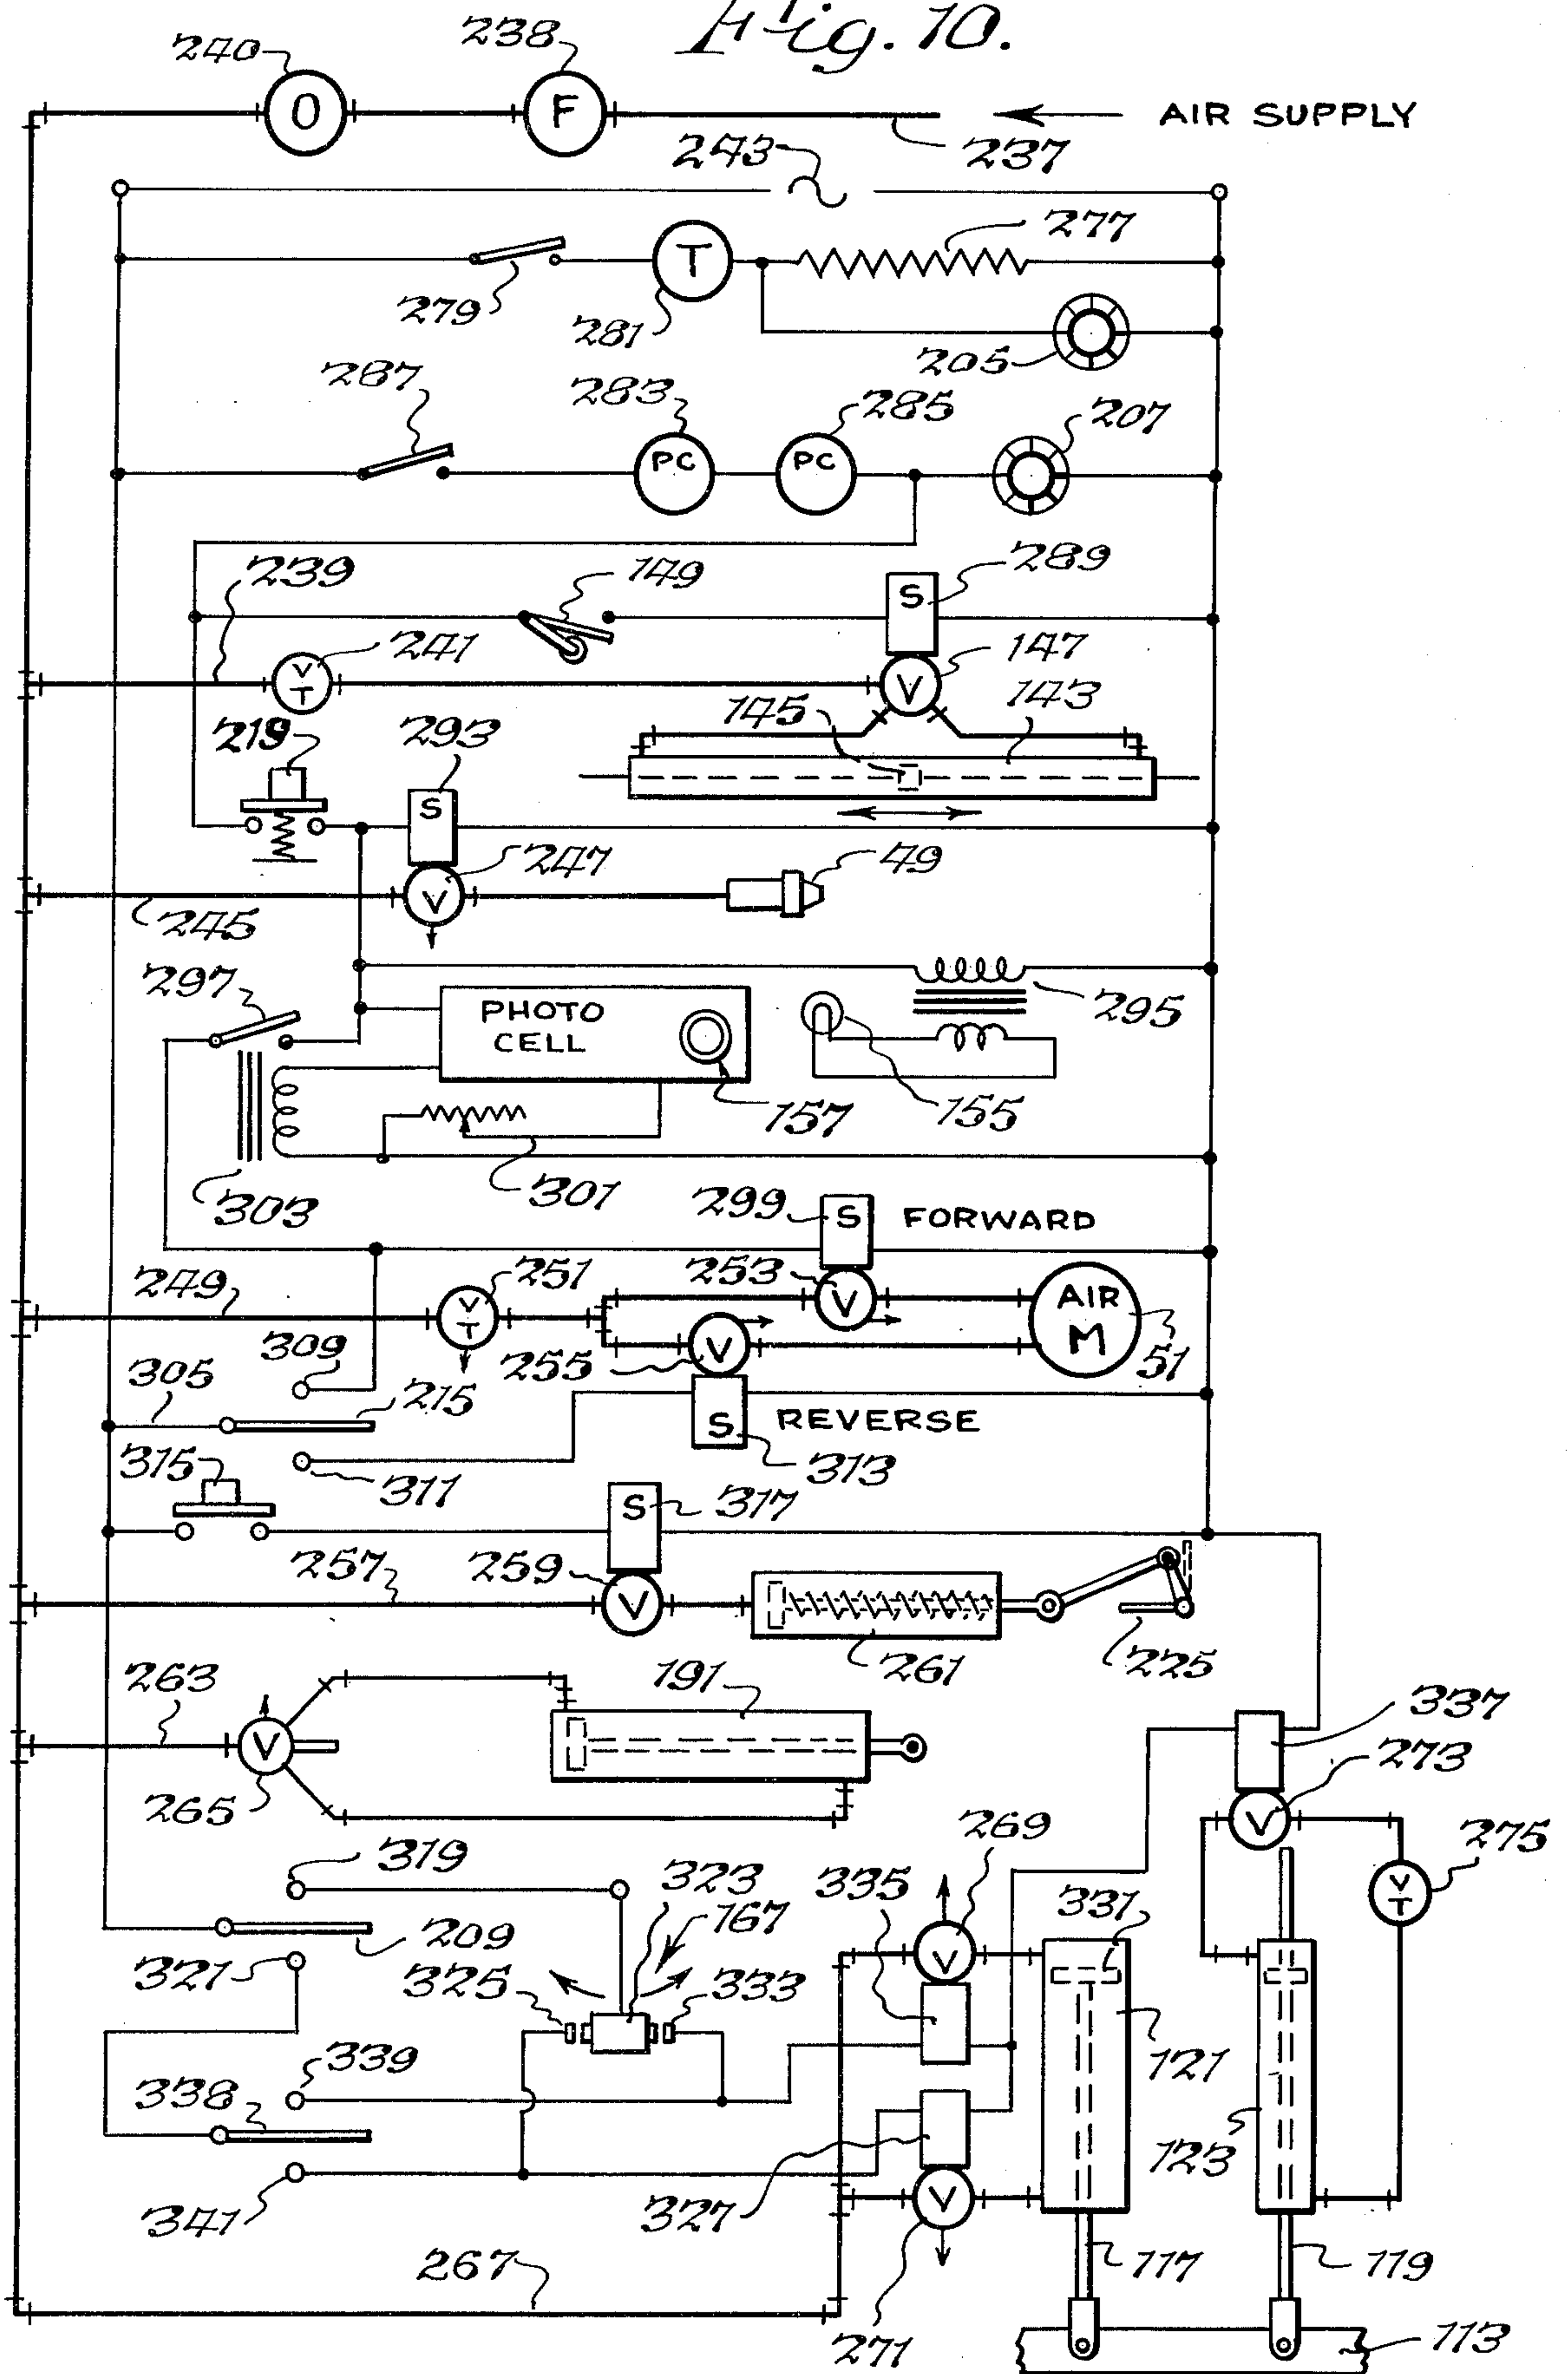 Fig. 10.
240 238
O F AIR SUPPLY
243 237
277
T
279 281
205
287 283 285 207
PC PC
239 149 289
S
241 147
V T V
145 143
219 293
S
247 49
V
245
297
PHOTO CELL
295
157 155
301
303
299 S FORWARD
249 251 253
V T V AIR M
309 255 V 51
305 215
S REVERSE
315 311 313
S 317
257 259
V
261 225
263 191
337
V
265 273
V
269 275
V T
319 323 335 331
167
209
321 325 333
V
121
339
338
123
341 327
V
267 117 119
271
113